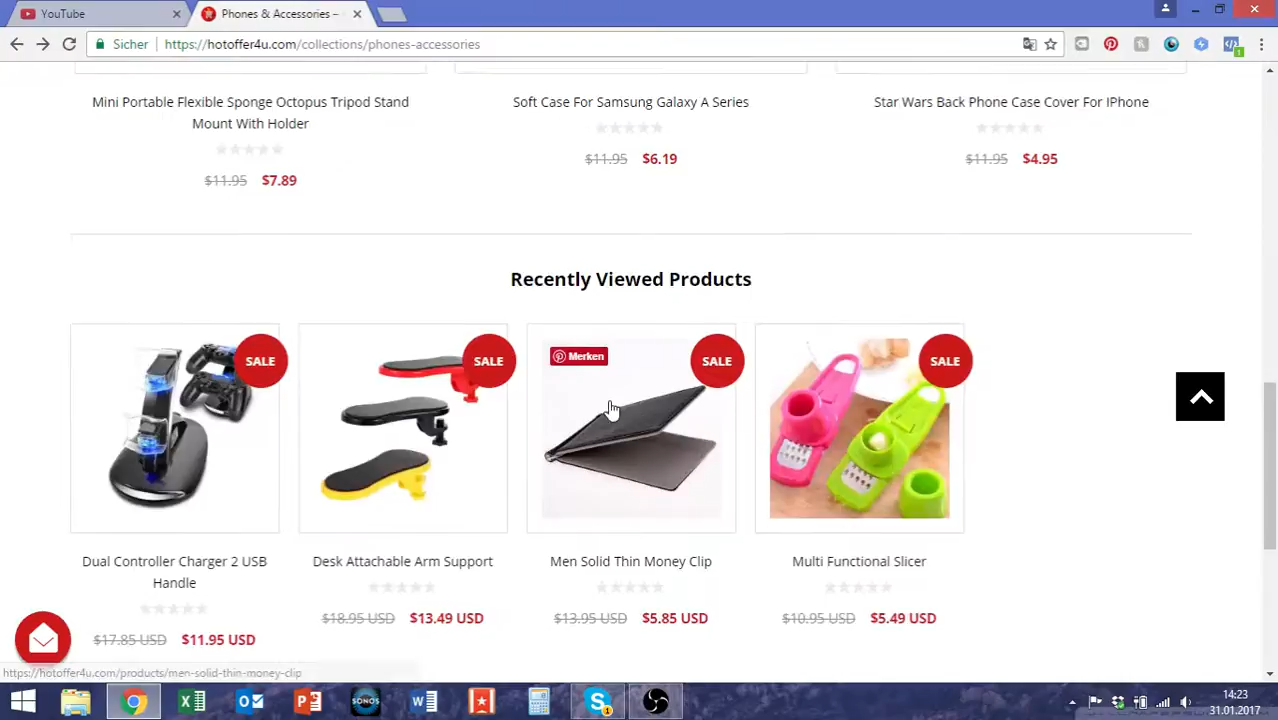 YouTube
Phones & Accessories –
Sicher https://hotoffer4u.com/collections/phones-accessories
1
Mini Portable Flexible Sponge Octopus Tripod Stand
Mount With Holder
$11.95 $7.89
Soft Case For Samsung Galaxy A Series
$11.95 $6.19
Star Wars Back Phone Case Cover For IPhone
$11.95 $4.95
Recently Viewed Products
SALE
SALE
Merken
SALE
SALE
Dual Controller Charger 2 USB
Handle
$17.85 USD $11.95 USD
Desk Attachable Arm Support
$18.95 USD $13.49 USD
Men Solid Thin Money Clip
$13.95 USD $5.85 USD
Multi Functional Slicer
$10.95 USD $5.49 USD
https://hotoffer4u.com/products/men-solid-thin-money-clip
SONOS
14:23
31.01.2017